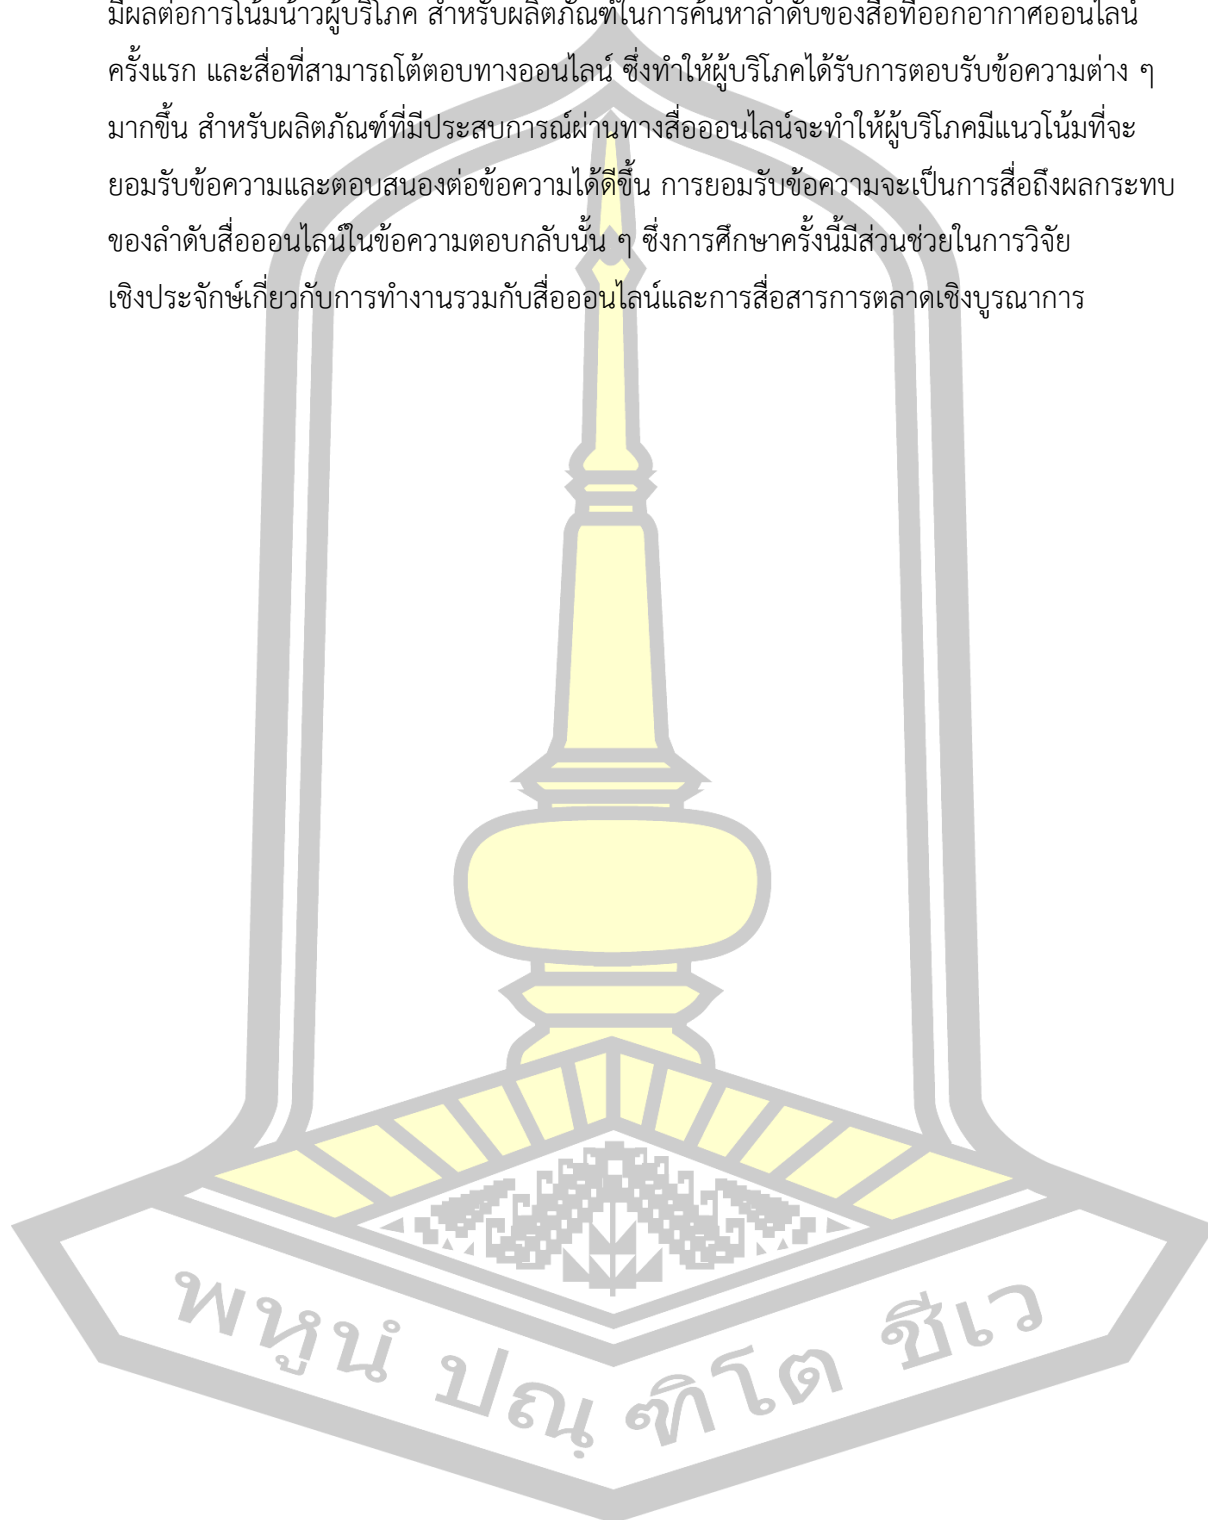 มีผลต่อการโน้มน้าวผู้บริโภค สำหรับผลิตภัณฑ์ในการค้นหาลำดับของสื่อที่ออกอากาศออนไลน์
ครั้งแรก และสื่อที่สามารถโต้ตอบทางออนไลน์ ซึ่งทำให้ผู้บริโภคได้รับการตอบรับข้อความต่าง ๆ
มากขึ้น สำหรับผลิตภัณฑ์ที่มีประสบการณ์ผ่านทางสื่อออนไลน์จะทำให้ผู้บริโภคมีแนวโน้มที่จะ
ยอมรับข้อความและตอบสนองต่อข้อความได้ดีขึ้น การยอมรับข้อความจะเป็นการสื่อถึงผลกระทบ
ของลำดับสื่อออนไลน์ในข้อความตอบกลับนั้น ๆ ซึ่งการศึกษาครั้งนี้มีส่วนช่วยในการวิจัย
เชิงประจักษ์เกี่ยวกับการทำงานรวมกับสื่อออนไลน์และการสื่อสารการตลาดเชิงบูรณาการ
พหูนํ ปณฺ ฑิโต ชีเว